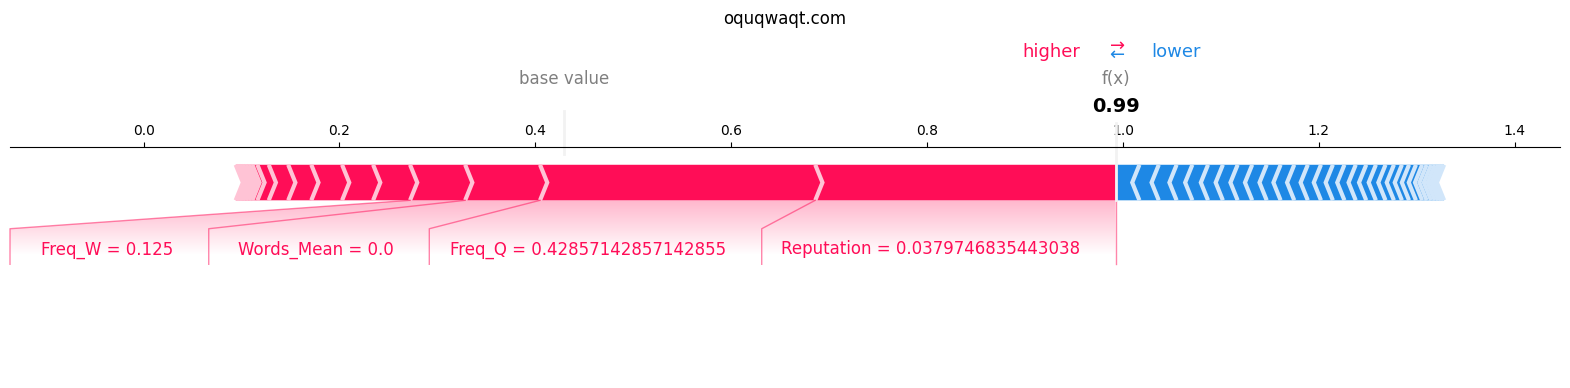 oquqwaqt.com
higher ⇄ lower
base value f(x)
0.99
0.0 0.2 0.4 0.6 0.8 1.0 1.2 1.4
Freq_W = 0.125 Words_Mean = 0.0 Freq_Q = 0.42857142857142855 Reputation = 0.0379746835443038